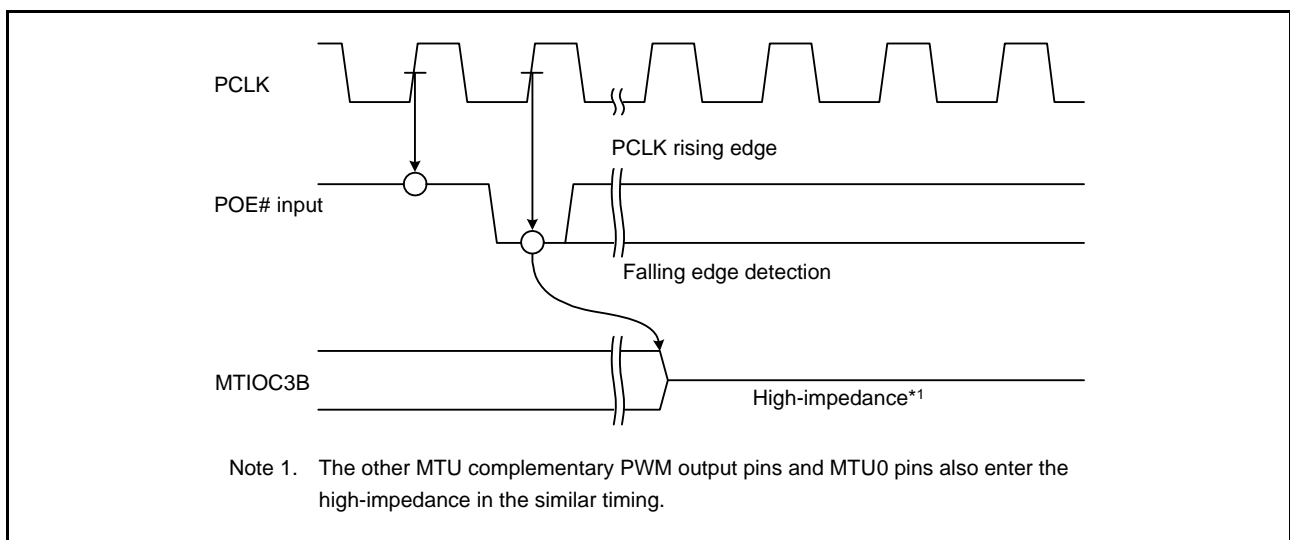 PCLK
PCLK rising edge
POE# input
Falling edge detection
MTIOC3B
High-impedance*1
Note 1. The other MTU complementary PWM output pins and MTU0 pins also enter the
high-impedance in the similar timing.